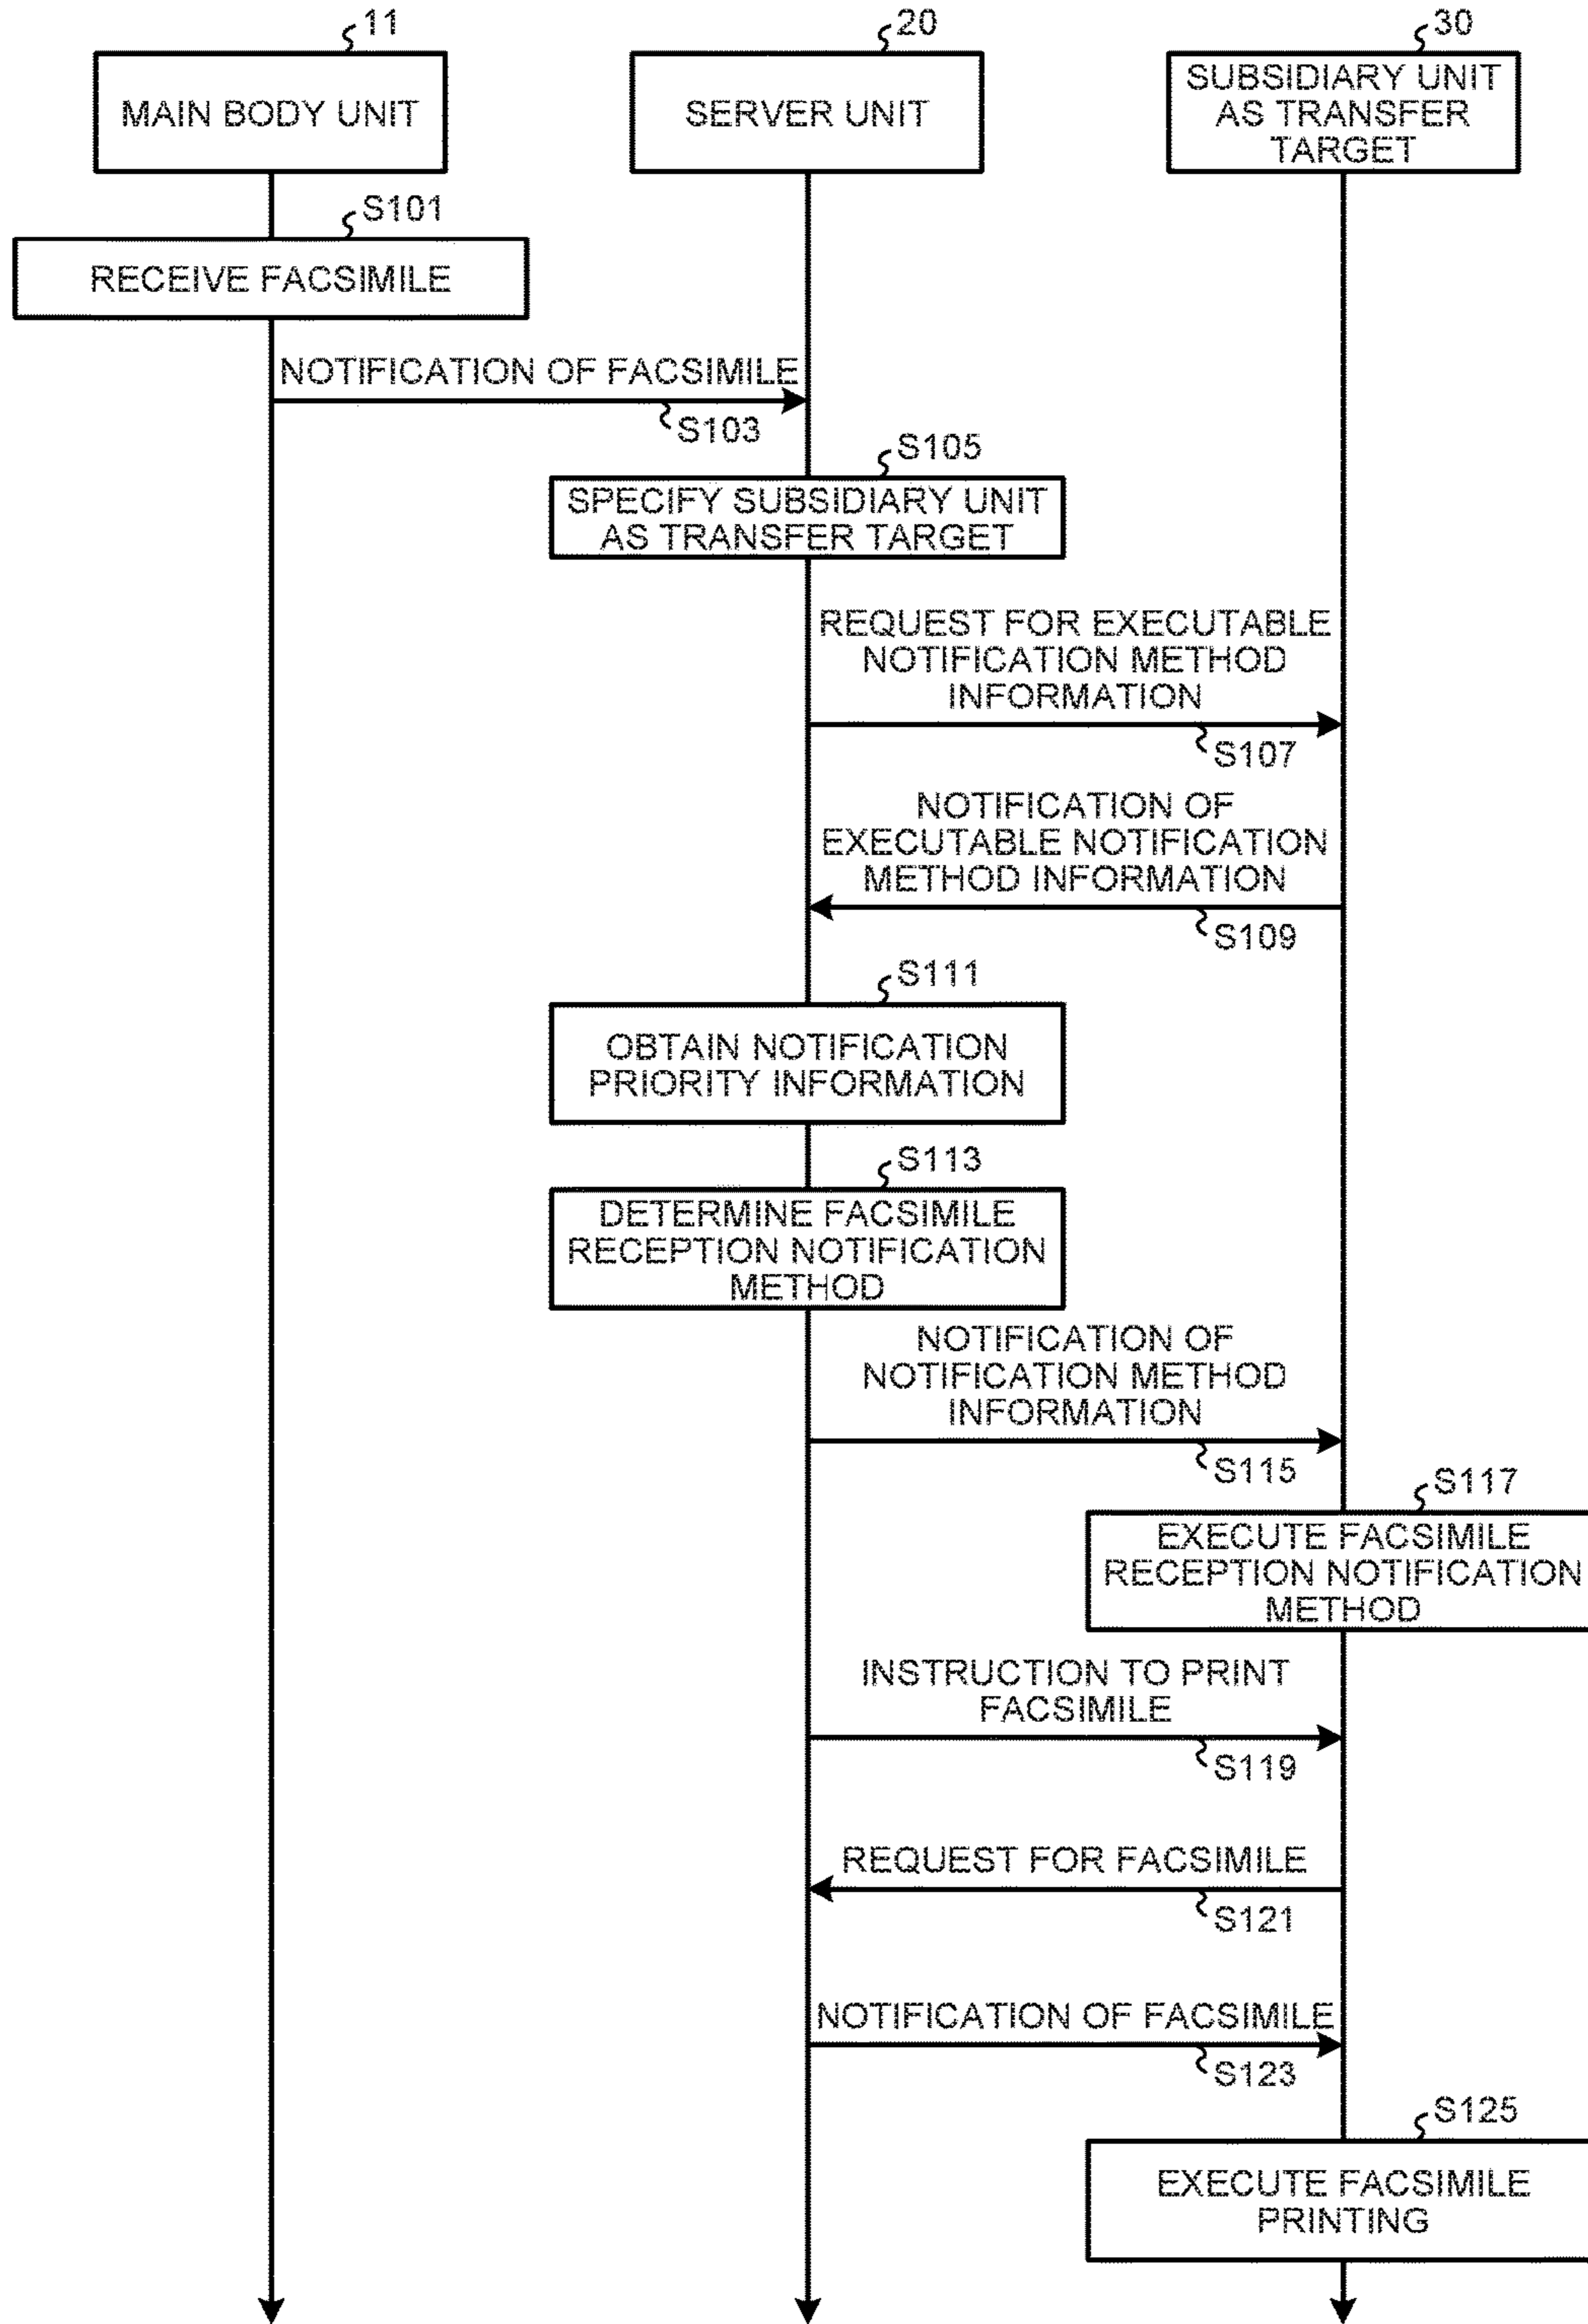 11
MAIN BODY UNIT
20
SERVER UNIT
30
SUBSIDIARY UNIT
AS TRANSFER
TARGET
S101
RECEIVE FACSIMILE
NOTIFICATION OF FACSIMILE
S103
S105
SPECIFY SUBSIDIARY UNIT
AS TRANSFER TARGET
REQUEST FOR EXECUTABLE
NOTIFICATION METHOD
INFORMATION
S107
NOTIFICATION OF
EXECUTABLE NOTIFICATION
METHOD INFORMATION
S109
S111
OBTAIN NOTIFICATION
PRIORITY INFORMATION
S113
DETERMINE FACSIMILE
RECEPTION NOTIFICATION
METHOD
NOTIFICATION OF
NOTIFICATION METHOD
INFORMATION
S115
S117
EXECUTE FACSIMILE
RECEPTION NOTIFICATION
METHOD
INSTRUCTION TO PRINT
FACSIMILE
S119
REQUEST FOR FACSIMILE
S121
NOTIFICATION OF FACSIMILE
S123
S125
EXECUTE FACSIMILE
PRINTING